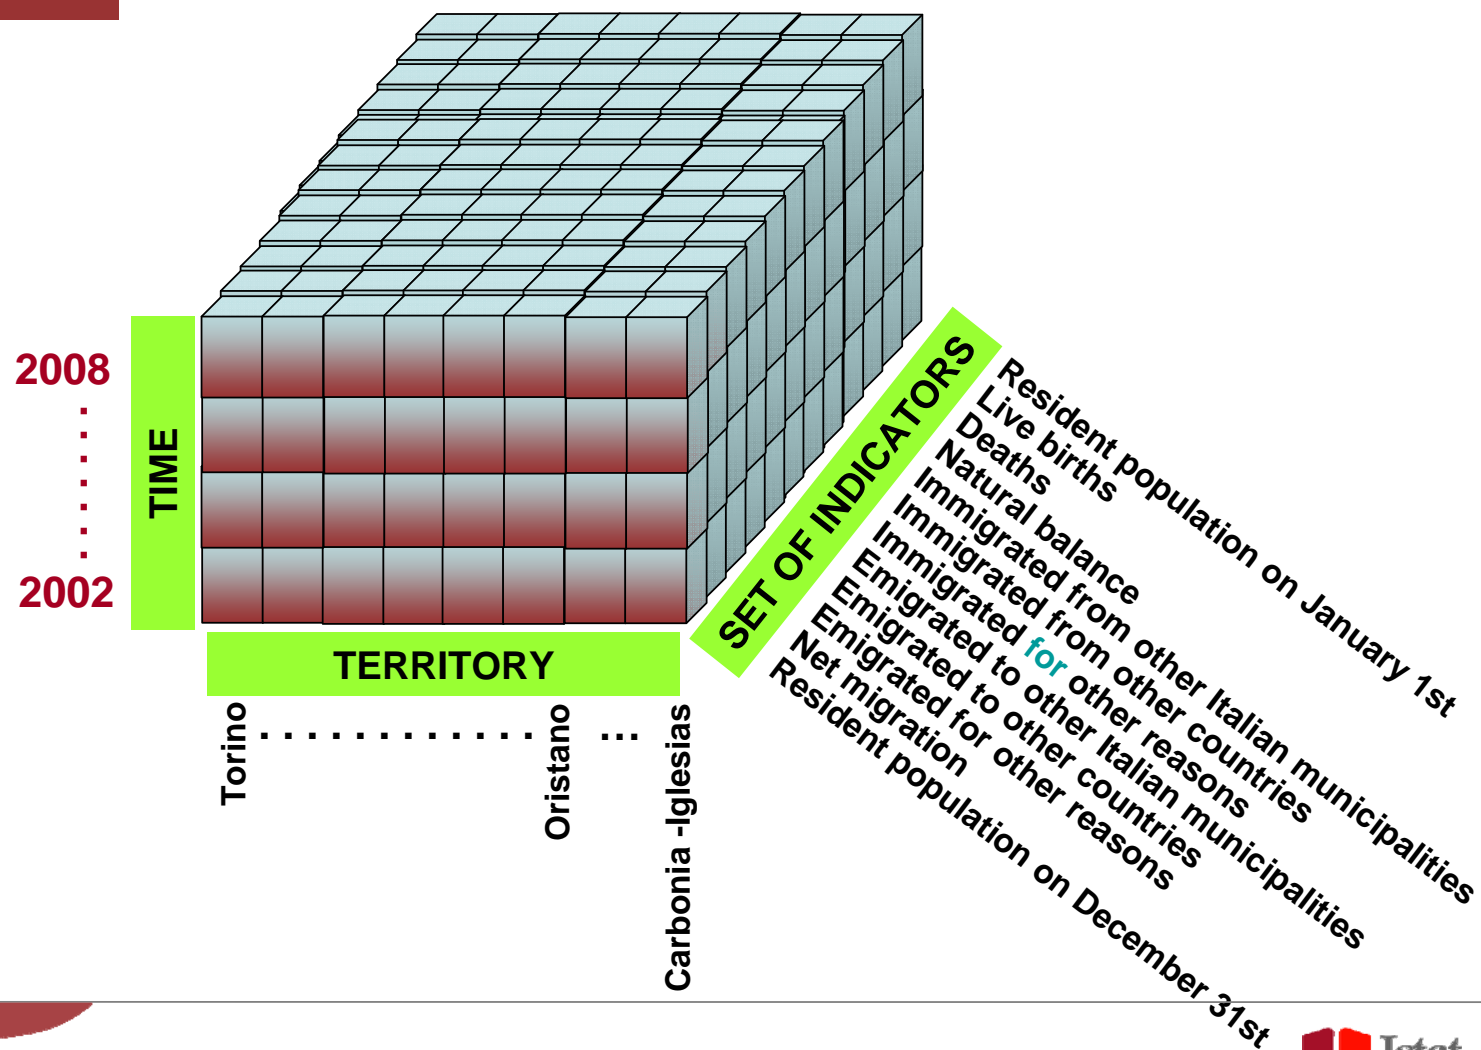 2008
2002
TIME
TERRITORY
Torino
Oristano
...
Carbonia -Iglesias
SET OF INDICATORS
Resident population on January 1st
Live births
Deaths
Natural balance
Immigrated from other Italian municipalities
Immigrated from other countries
Immigrated for other reasons
Emigrated to other Italian municipalities
Emigrated to other countries
Emigrated for other reasons
Net migration
Resident population on December 31st
Istat